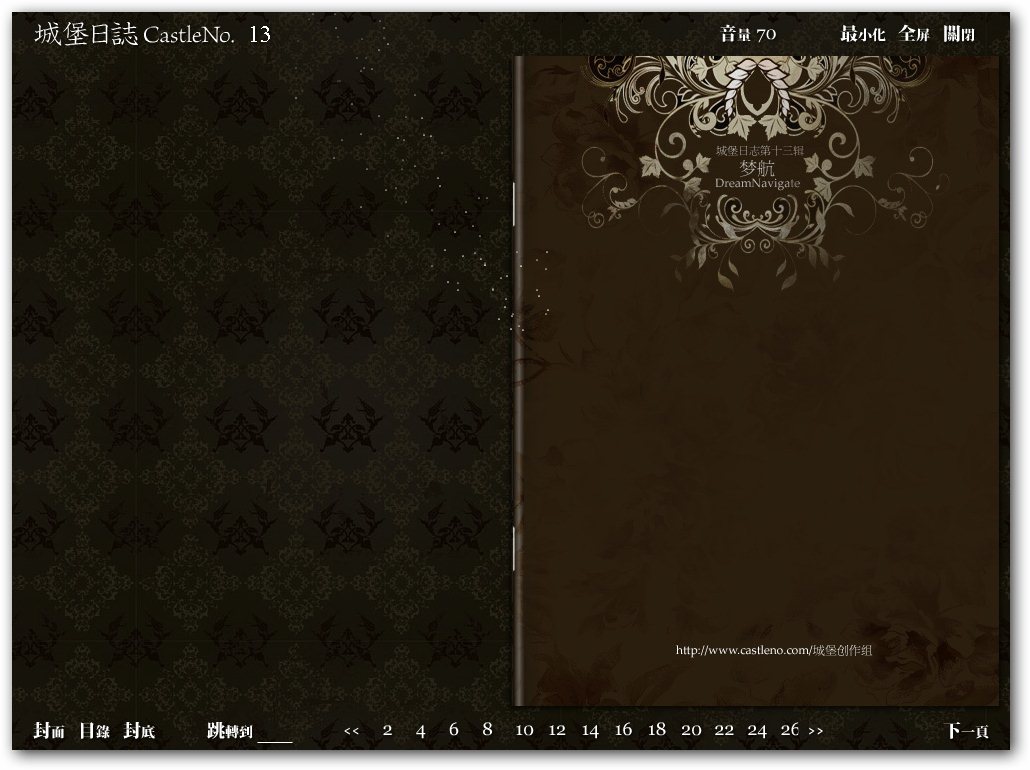 城堡日誌 CastleNo. 13
音量 70 最小化 全屏 關閉
城堡日志第十三辑
梦航
DreamNavigate
http://www.castleno.com/城堡创作组
封面 目錄 封底 跳轉到 << 2 4 6 8 10 12 14 16 18 20 22 24 26 >> 下一頁